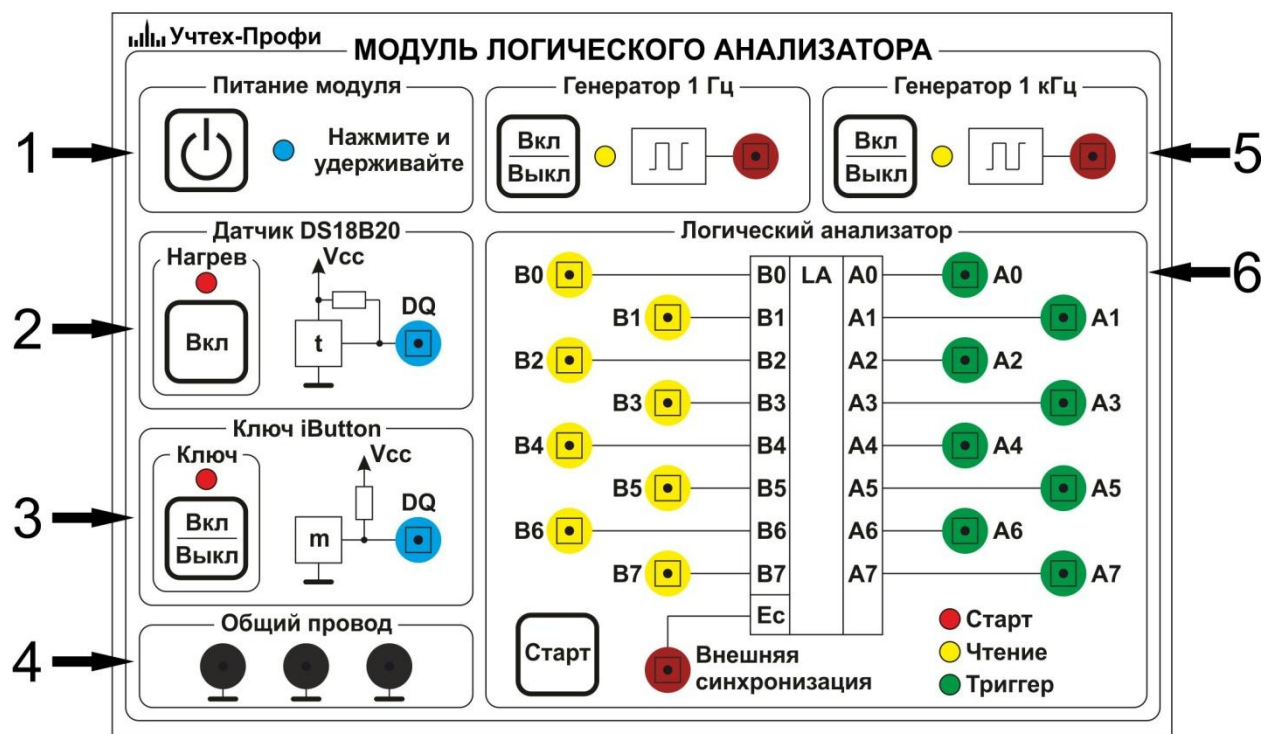 Учтех-Профи
МОДУЛЬ ЛОГИЧЕСКОГО АНАЛИЗАТОРА
1
Питание модуля
Нажмите и
удерживайте
Генератор 1 Гц
Вкл
Выкл
Генератор 1 кГц
Вкл
Выкл
5
2
Датчик DS18B20
Нагрев
Вкл
Vcc
t
DQ
3
Ключ iButton
Ключ
Вкл
Выкл
Vcc
m
DQ
4
Общий провод
6
Логический анализатор
B0 B0 LA A0 A0
B1 B1 A1 A1
B2 B2 A2 A2
B3 B3 A3 A3
B4 B4 A4 A4
B5 B5 A5 A5
B6 B6 A6 A6
B7 B7 A7 A7
Ec
Старт
Внешняя
синхронизация
Старт
Чтение
Триггер